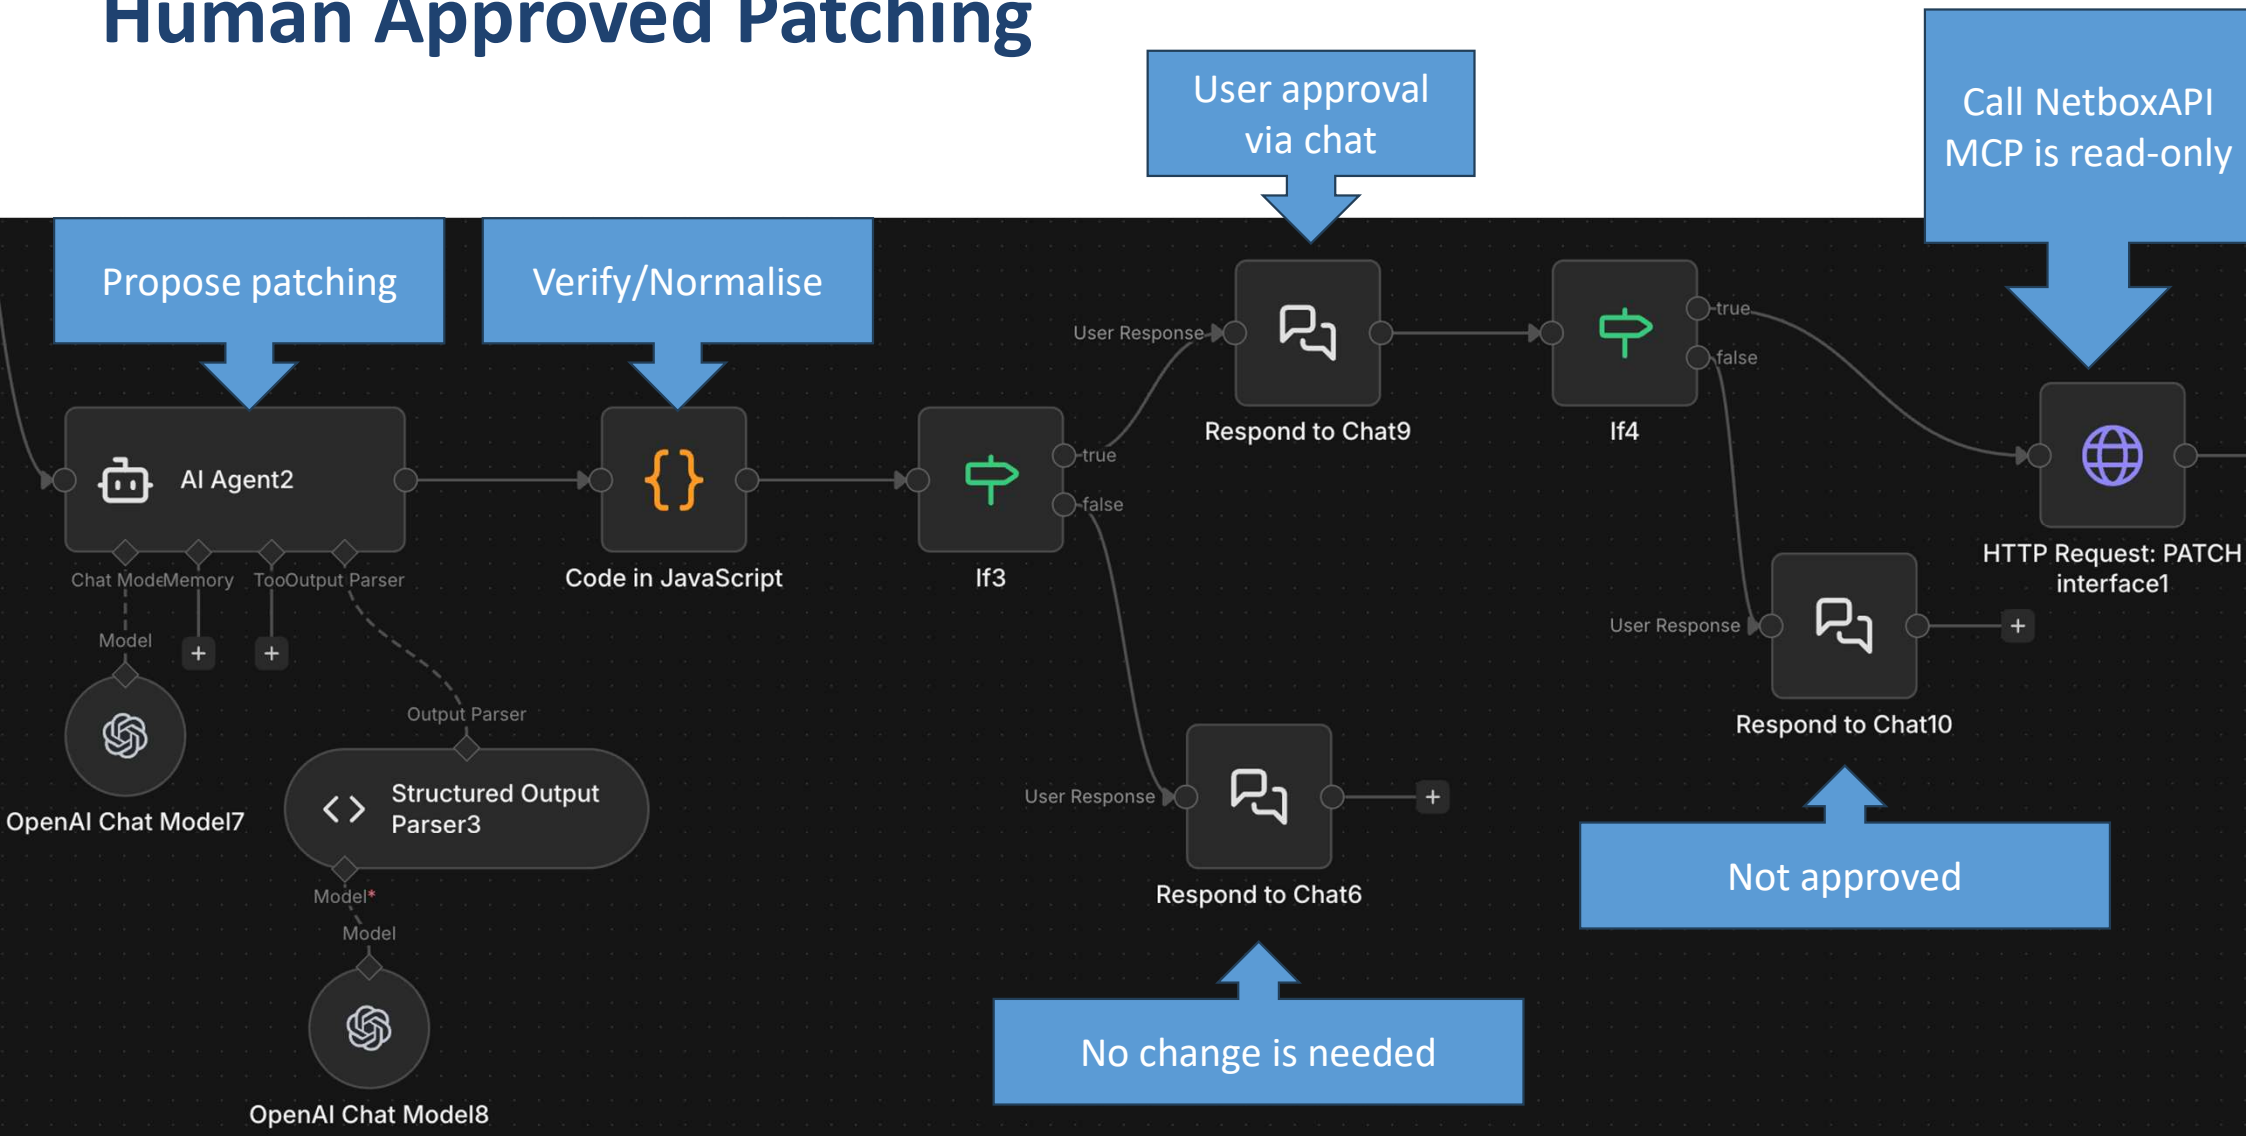 Human Approved Patching
User approval
via chat
Call NetboxAPI
MCP is read-only
Propose patching
Verify/Normalise
User Response
true
false
AI Agent2
true
false
Respond to Chat9
If4
Chat Mode
Memory
Too
Output Parser
Code in JavaScript
If3
HTTP Request: PATCH
interface1
Model
User Response
Output Parser
Respond to Chat10
User Response
Structured Output
Parser3
OpenAI Chat Model7
Not approved
Model*
Respond to Chat6
Model
No change is needed
OpenAI Chat Model8